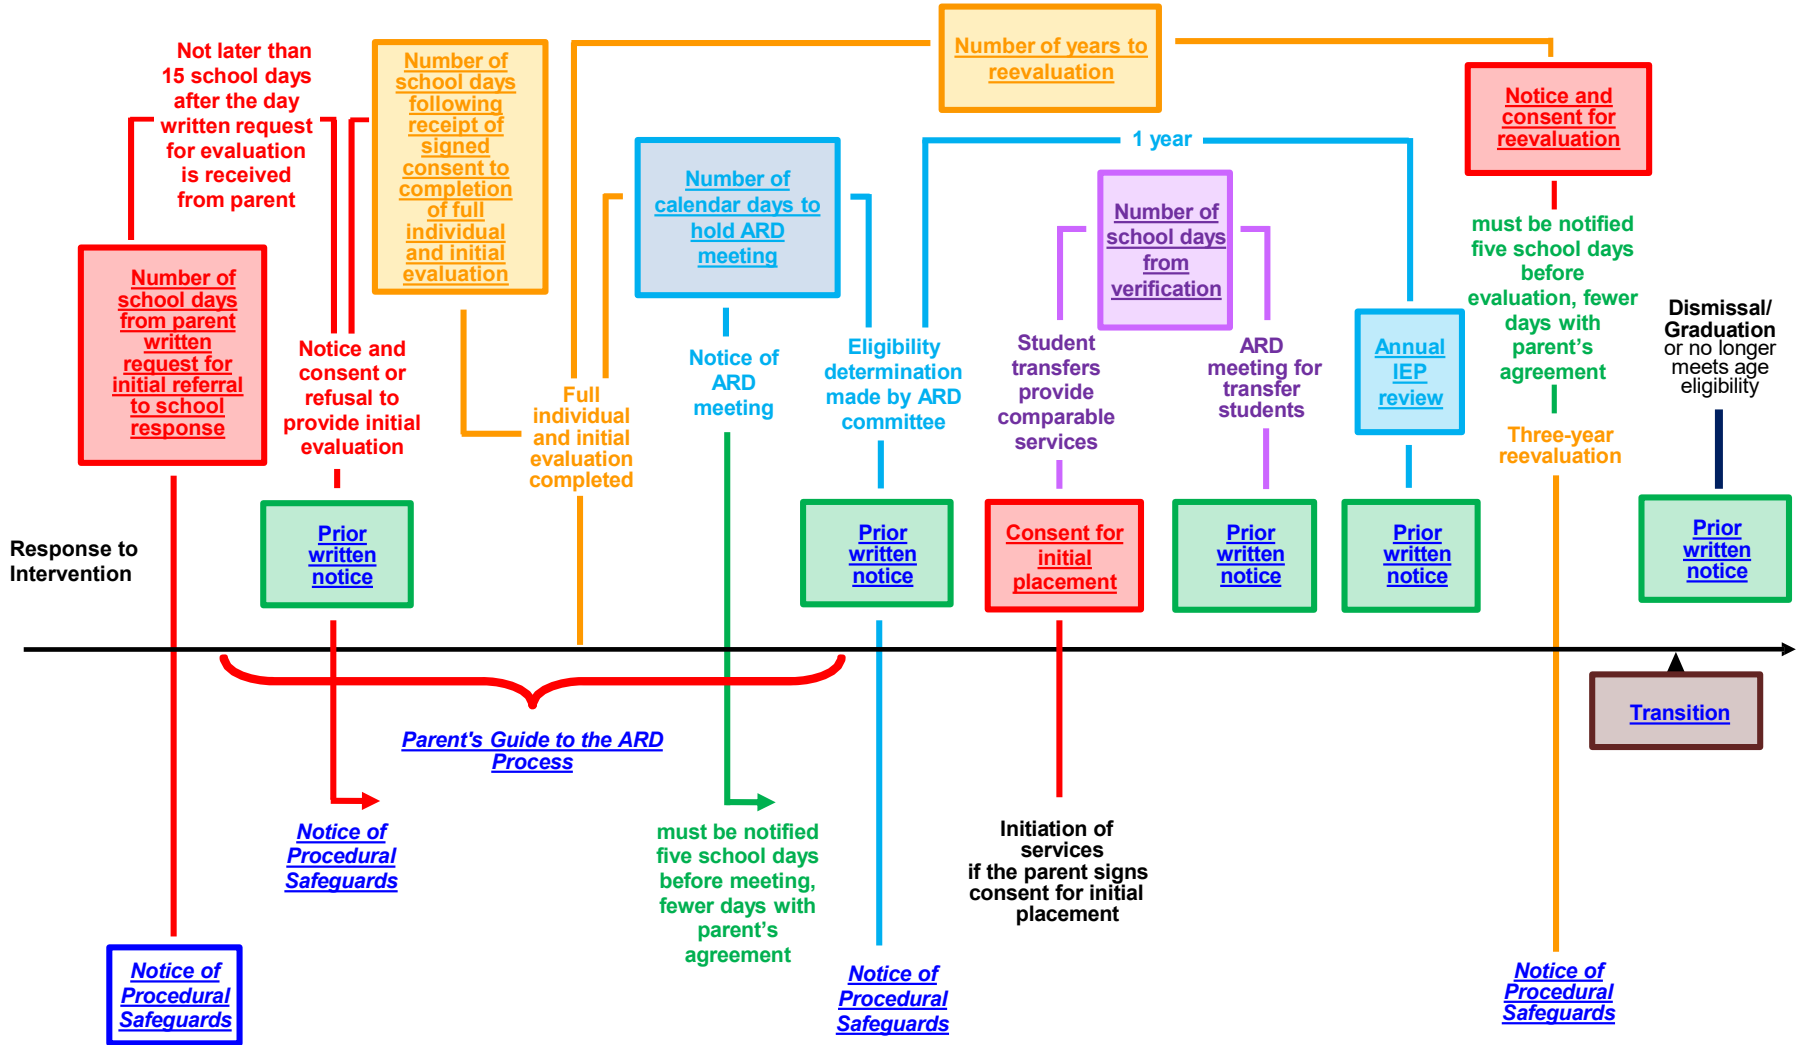 Not later than
15 school days
after the day
written request
for evaluation
is received
from parent
Number of
school days
following
receipt of
signed
consent to
completion
of full
individual
and initial
evaluation
Number of years to
reevaluation
Notice and
consent for
reevaluation
1 year
Number of
calendar days to
hold ARD
meeting
Number of
school days
from
verification
must be notified
five school days
before
evaluation, fewer
days with
parent’s
agreement
Number of
school days
from parent
written
request for
initial referral
to school
response
Notice and
consent or
refusal to
provide initial
evaluation
Full
individual
and initial
evaluation
completed
Notice of
ARD
meeting
Eligibility
determination
made by ARD
committee
Student
transfers
provide
comparable
services
ARD
meeting for
transfer
students
Annual
IEP
review
Three-year
reevaluation
Dismissal/
Graduation
or no longer
meets age
eligibility
Response to
Intervention
Prior
written
notice
Prior
written
notice
Consent for
initial
placement
Prior
written
notice
Prior
written
notice
Prior
written
notice
Transition
Parent's Guide to the ARD
Process
Notice of
Procedural
Safeguards
must be notified
five school days
before meeting,
fewer days with
parent’s
agreement
Initiation of
services
if the parent signs
consent for initial
placement
Notice of
Procedural
Safeguards
Notice of
Procedural
Safeguards
Notice of
Procedural
Safeguards